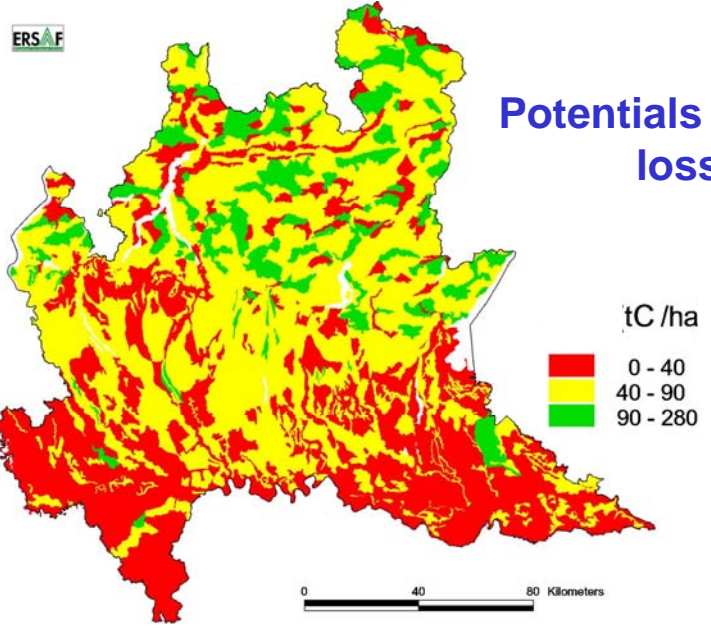 ERSAF
Potentials
loss
tC /ha
0 - 40
40 - 90
90 - 280
0 40 80 Kilometers